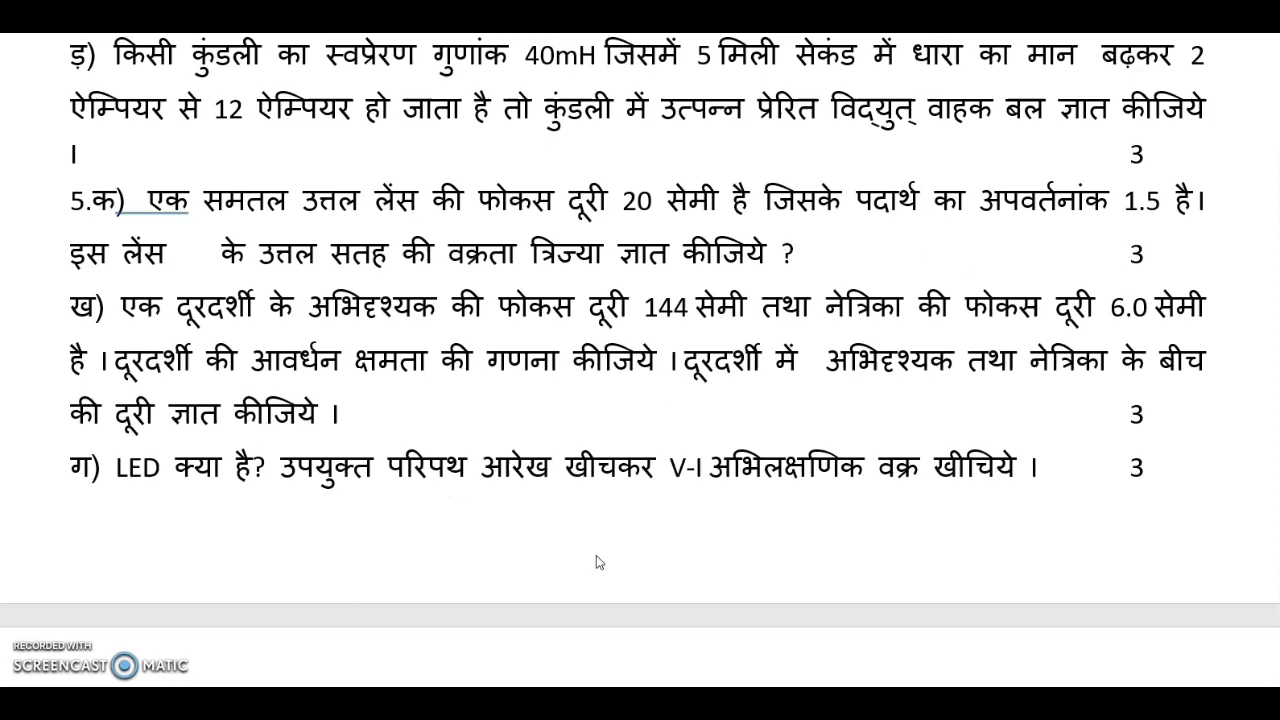 ड़) किसी कुंडली का स्वप्रेरण गुणांक 40mH जिसमें 5 मिली सेकंड में धारा का मान बढ़कर 2
ऐम्पियर से 12 ऐम्पियर हो जाता है तो कुंडली में उत्पन्न प्रेरित विद्युत् वाहक बल ज्ञात कीजिये
। 3
5.क) एक समतल उत्तल लेंस की फोकस दूरी 20 सेमी है जिसके पदार्थ का अपवर्तनांक 1.5 है।
इस लेंस के उत्तल सतह की वक्रता त्रिज्या ज्ञात कीजिये ? 3
ख) एक दूरदर्शी के अभिदृश्यक की फोकस दूरी 144 सेमी तथा नेत्रिका की फोकस दूरी 6.0 सेमी
है । दूरदर्शी की आवर्धन क्षमता की गणना कीजिये । दूरदर्शी में अभिदृश्यक तथा नेत्रिका के बीच
की दूरी ज्ञात कीजिये । 3
ग) LED क्या है? उपयुक्त परिपथ आरेख खीचकर V-I अभिलक्षणिक वक्र खीचिये । 3
RECORDED WITH
SCREENCAST MATIC